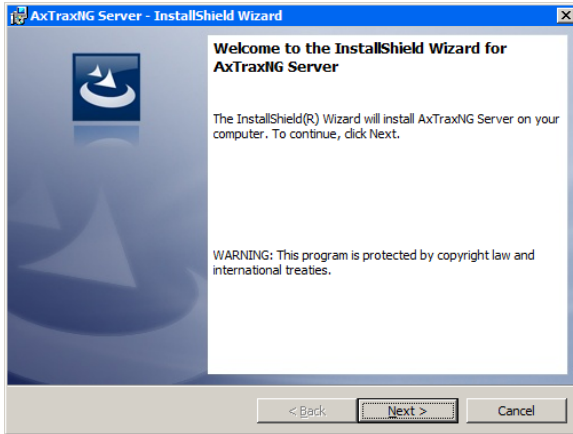 AxTraxNG Server - InstallShield Wizard
Welcome to the InstallShield Wizard for
AxTraxNG Server
The InstallShield(R) Wizard will install AxTraxNG Server on your
computer. To continue, click Next.
WARNING: This program is protected by copyright law and
international treaties.
< Back Next > Cancel